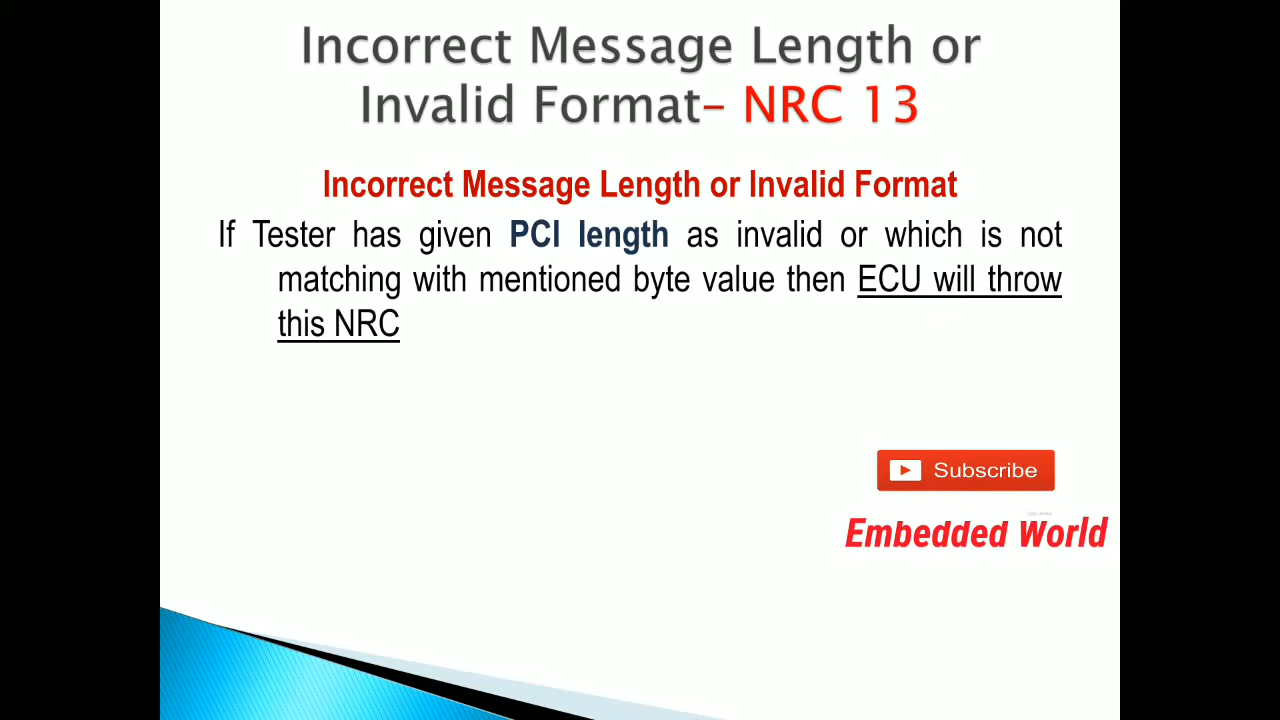 Incorrect Message Length or
Invalid Format– NRC 13
Incorrect Message Length or Invalid Format
If Tester has given PCI length as invalid or which is not
matching with mentioned byte value then ECU will throw
this NRC
Subscribe
Embedded World